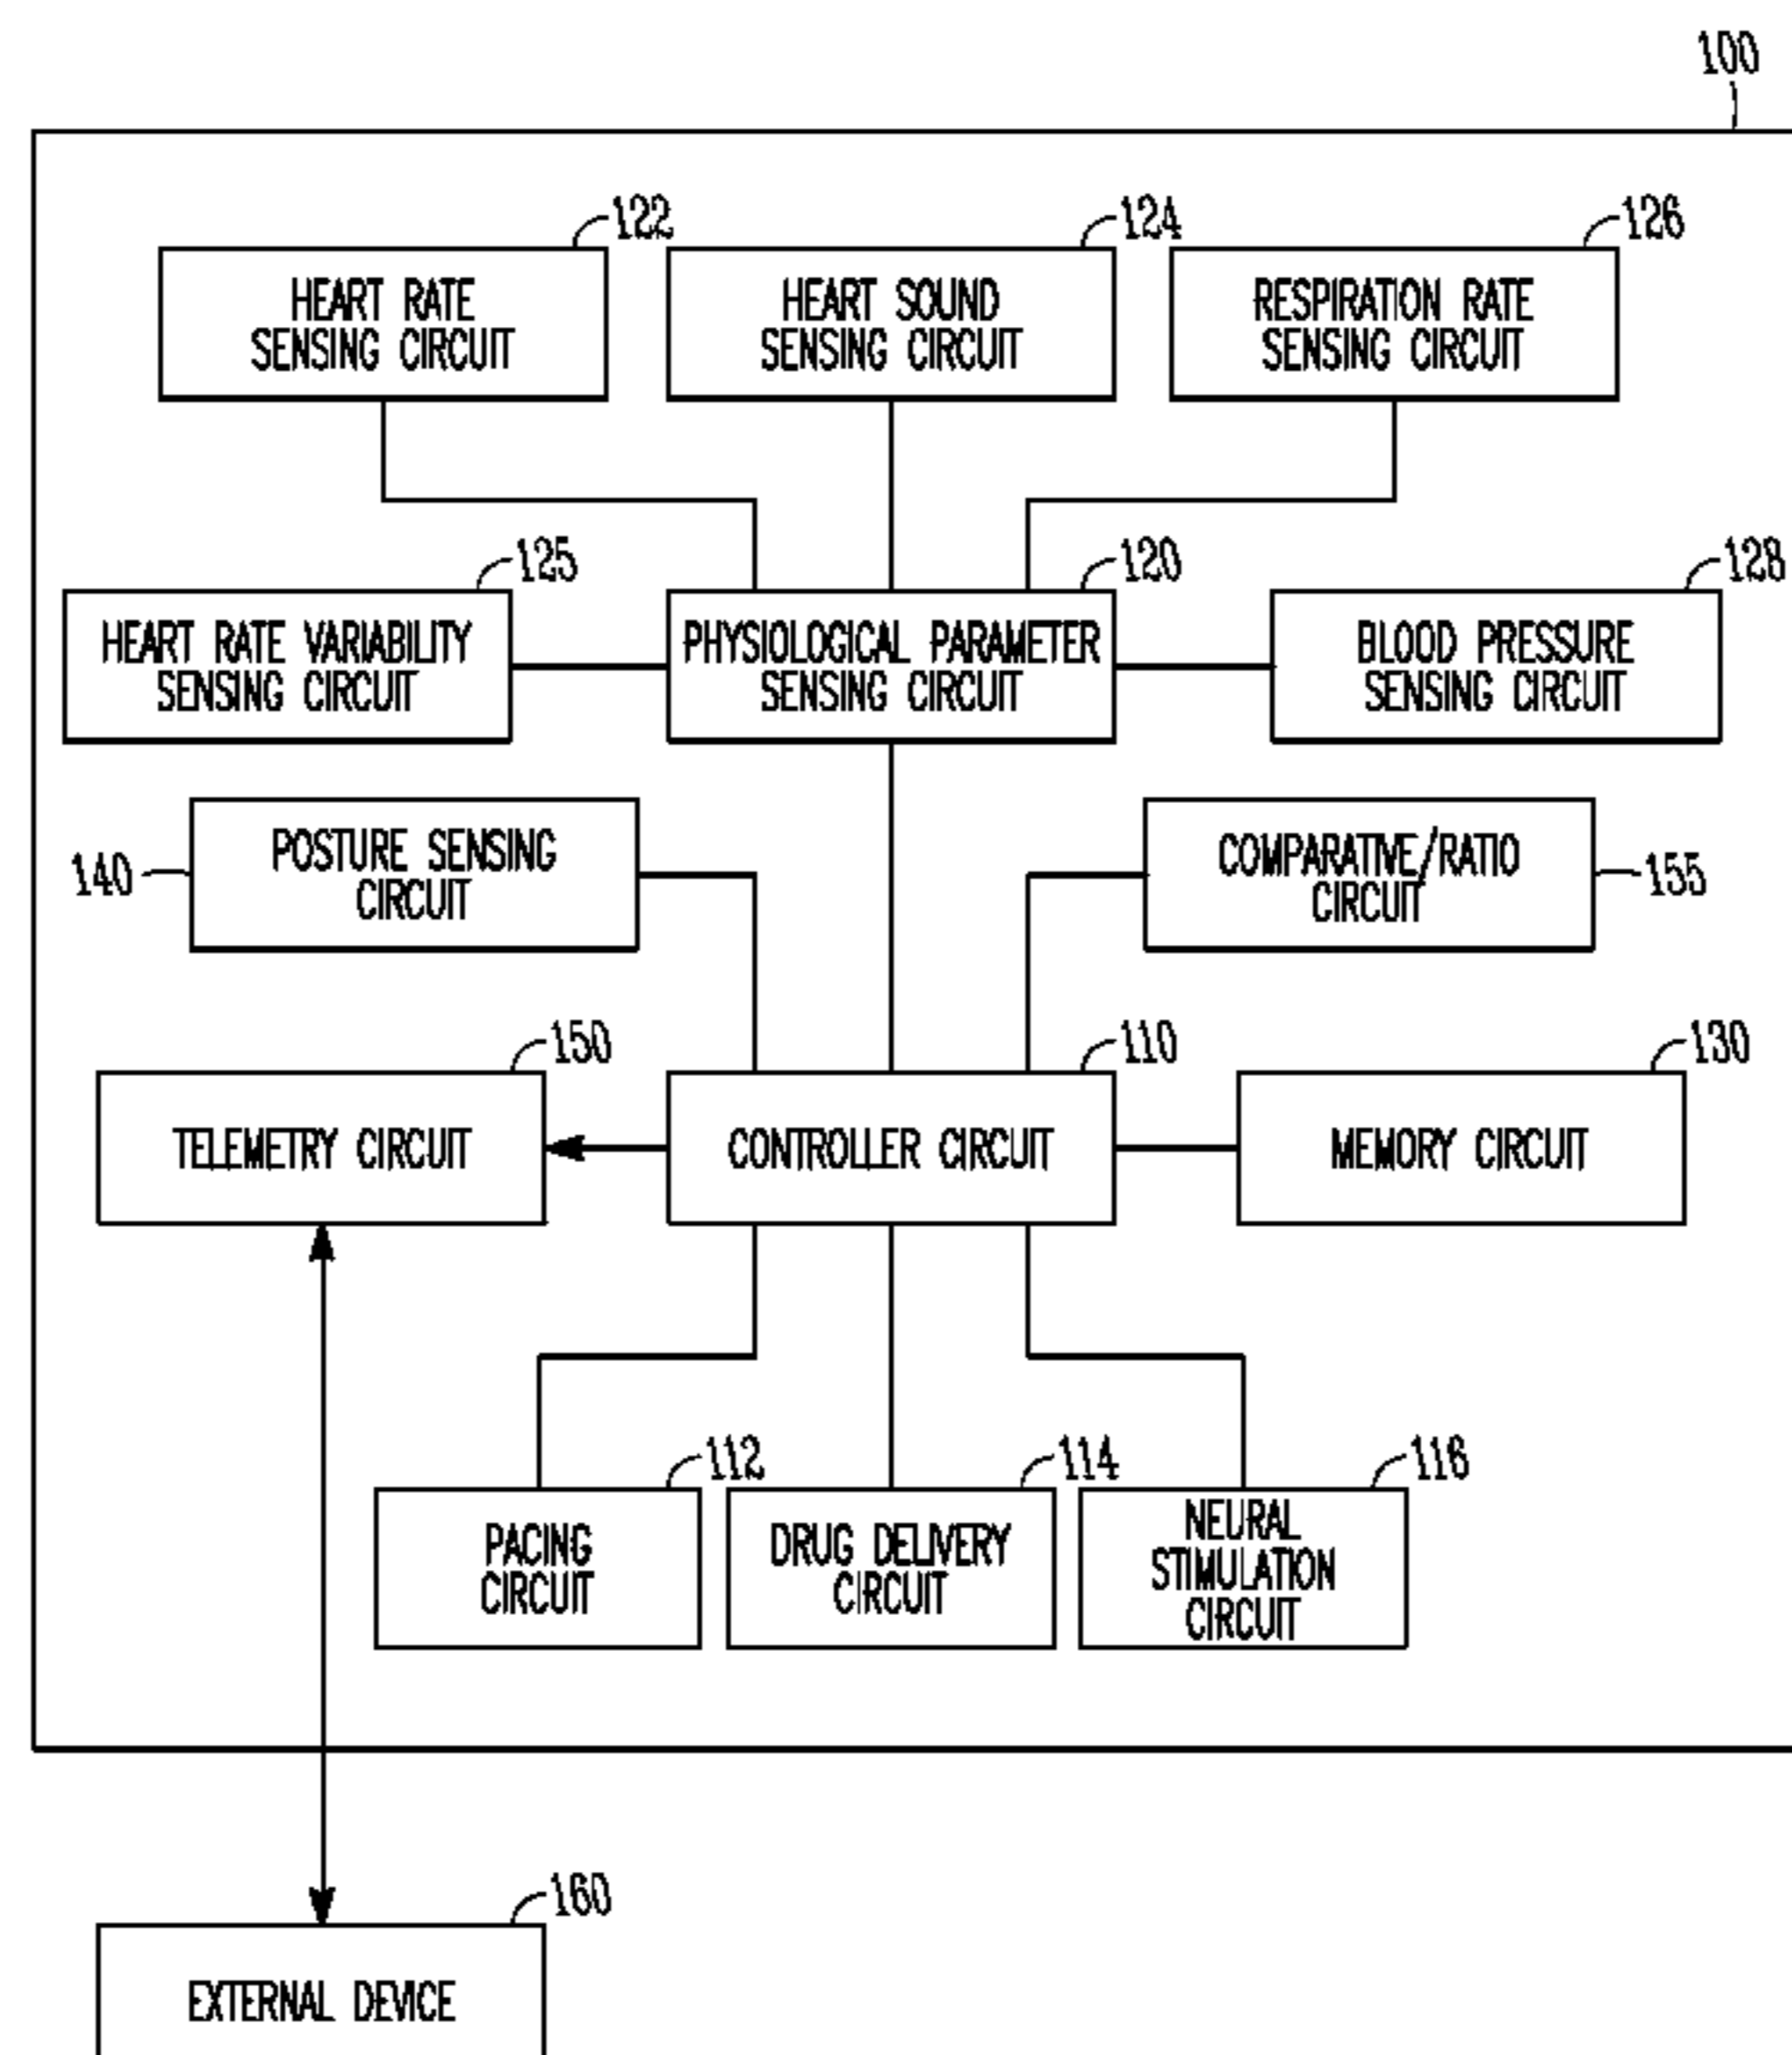 100
122
124
126
HEART RATE
SENSING CIRCUIT
HEART SOUND
SENSING CIRCUIT
RESPIRATION RATE
SENSING CIRCUIT
125
120
128
HEART RATE VARIABILITY
SENSING CIRCUIT
PHYSIOLOGICAL PARAMETER
SENSING CIRCUIT
BLOOD PRESSURE
SENSING CIRCUIT
140
POSTURE SENSING
CIRCUIT
COMPARATIVE/RATIO
CIRCUIT
155
150
110
130
TELEMETRY CIRCUIT
CONTROLLER CIRCUIT
MEMORY CIRCUIT
112
114
116
PACING
CIRCUIT
DRUG DELIVERY
CIRCUIT
NEURAL
STIMULATION
CIRCUIT
160
EXTERNAL DEVICE